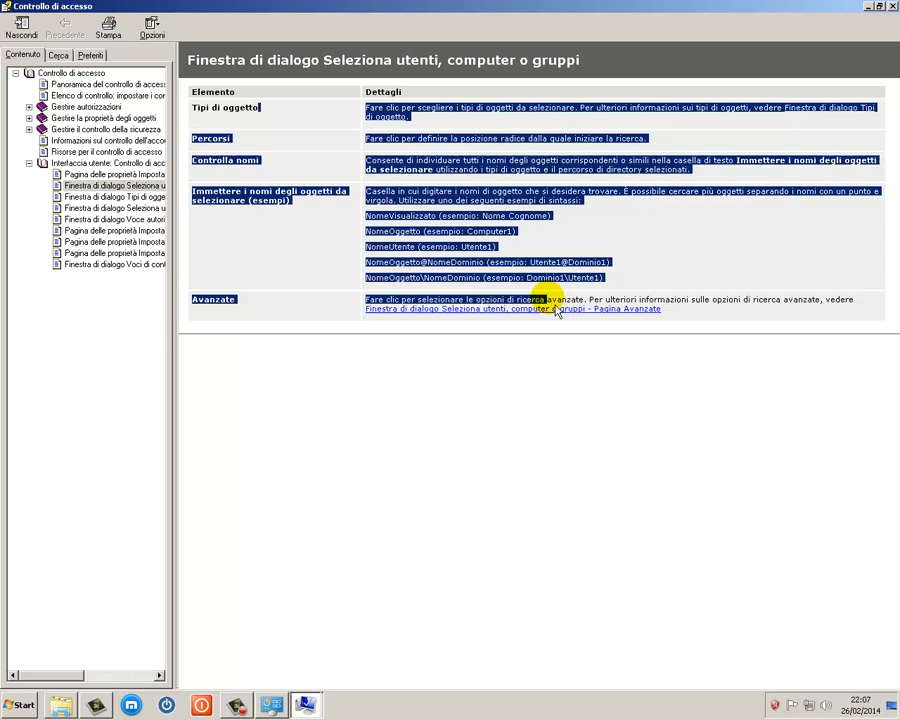 Controllo di accesso
Nascondi
Precedente
Stampa
Opzioni
Contenuto
Cerca
Preferiti
Controllo di accesso
Panoramica del controllo di acces
Elenco di controllo: impostare i cor
Gestire autorizzazioni
Gestire la proprietà degli oggetti
Gestire il controllo della sicurezza
Informazioni sul controllo dell'acco
Risorse per il controllo di accesso
Interfaccia utente: Controllo di acc
Pagine delle proprietà Imposta
Finestra di dialogo Seleziona u
Finestra di dialogo Tipi di ogge
Finestra di dialogo Seleziona u
Finestra di dialogo Voce autori
Pagina delle proprietà Imposta
Pagina delle proprietà Imposta
Pagina delle proprietà Imposta
Finestra di dialogo Voci di cont
Finestra di dialogo Seleziona utenti, computer o gruppi
Elemento
Dettagli
Tipi di oggetto
Fare clic per scegliere i tipi di oggetti da selezionare. Per ulteriori informazioni sui tipi di oggetti, vedere Finestra di dialogo Tipi
di oggetto.
Percorsi
Fare clic per definire la posizione radice dalla quale iniziare la ricerca.
Controlla nomi
Consente di individuare tutti i nomi degli oggetti corrispondenti o simili nella casella di testo Immettere i nomi degli oggetti
da selezionare utilizzando i tipi di oggetto e il percorso di directory selezionati.
Immettere i nomi degli oggetti da
selezionare (esempi)
Casella in cui digitare i nomi di oggetto che si desidera trovare. È possibile cercare più oggetti separando i nomi con un punto e
virgola. Utilizzare uno dei seguenti esempi di sintassi:
NomeVisualizzato (esempio: Nome Cognome)
NomeOggetto (esempio: Computer1)
NomeUtente (esempio: Utente1)
NomeOggetto@NomeDominio (esempio: Utente1@Dominio1)
NomeOggetto\NomeDominio (esempio: Dominio1\Utente1)
Avanzate
Fare clic per selezionare le opzioni di ricerca avanzate. Per ulteriori informazioni sulle opzioni di ricerca avanzate, vedere
Finestra di dialogo Seleziona utenti, computer o gruppi - Pagina Avanzate
Start
22:07
26/02/2014